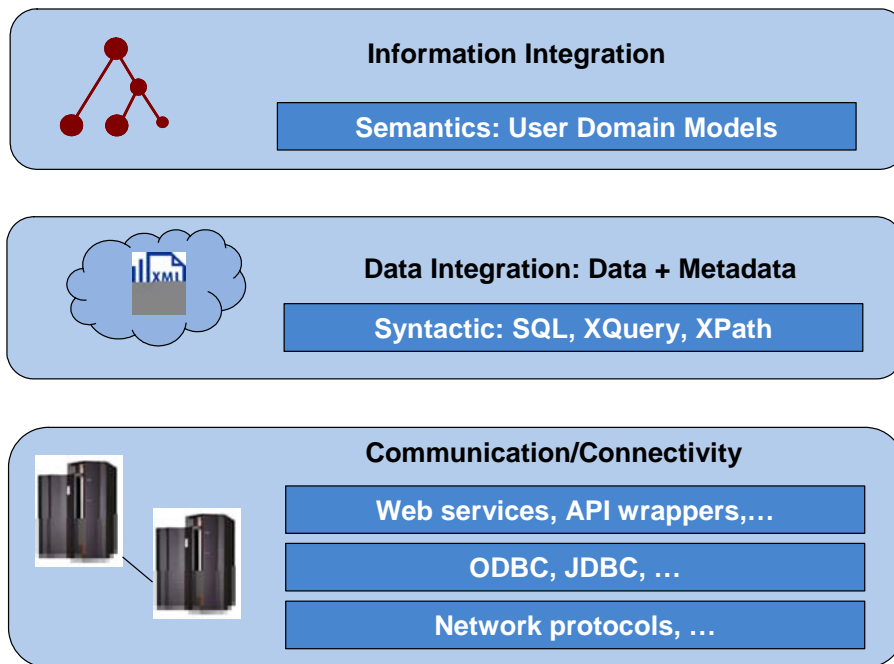 Information Integration
Semantics: User Domain Models
XML
Data Integration: Data + Metadata
Syntactic: SQL, XQuery, XPath
Communication/Connectivity
Web services, API wrappers,…
ODBC, JDBC, …
Network protocols, …